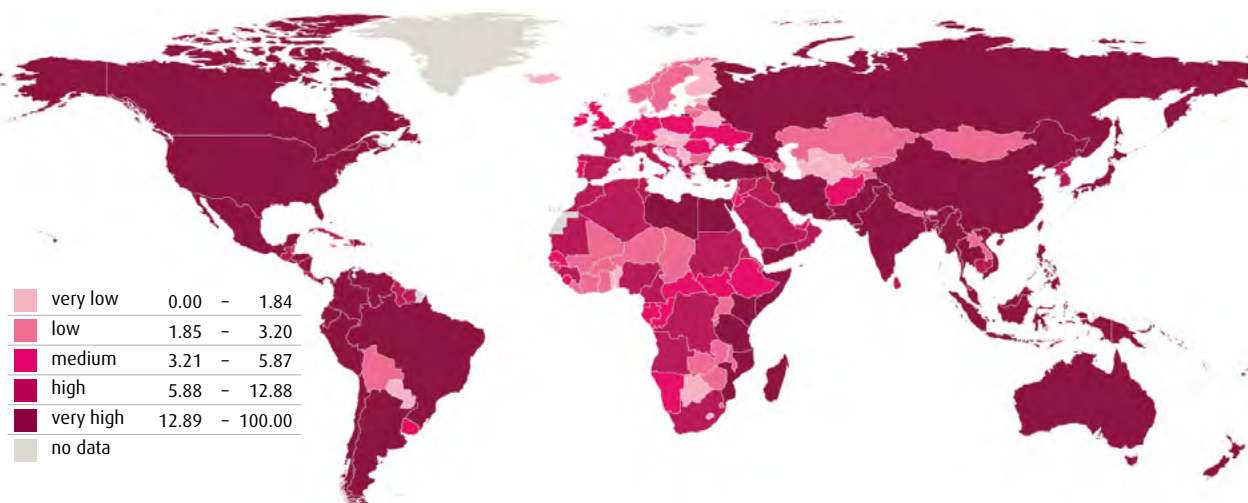 very low 0.00 – 1.84
low 1.85 – 3.20
medium 3.21 – 5.87
high 5.88 – 12.88
very high 12.89 – 100.00
no data